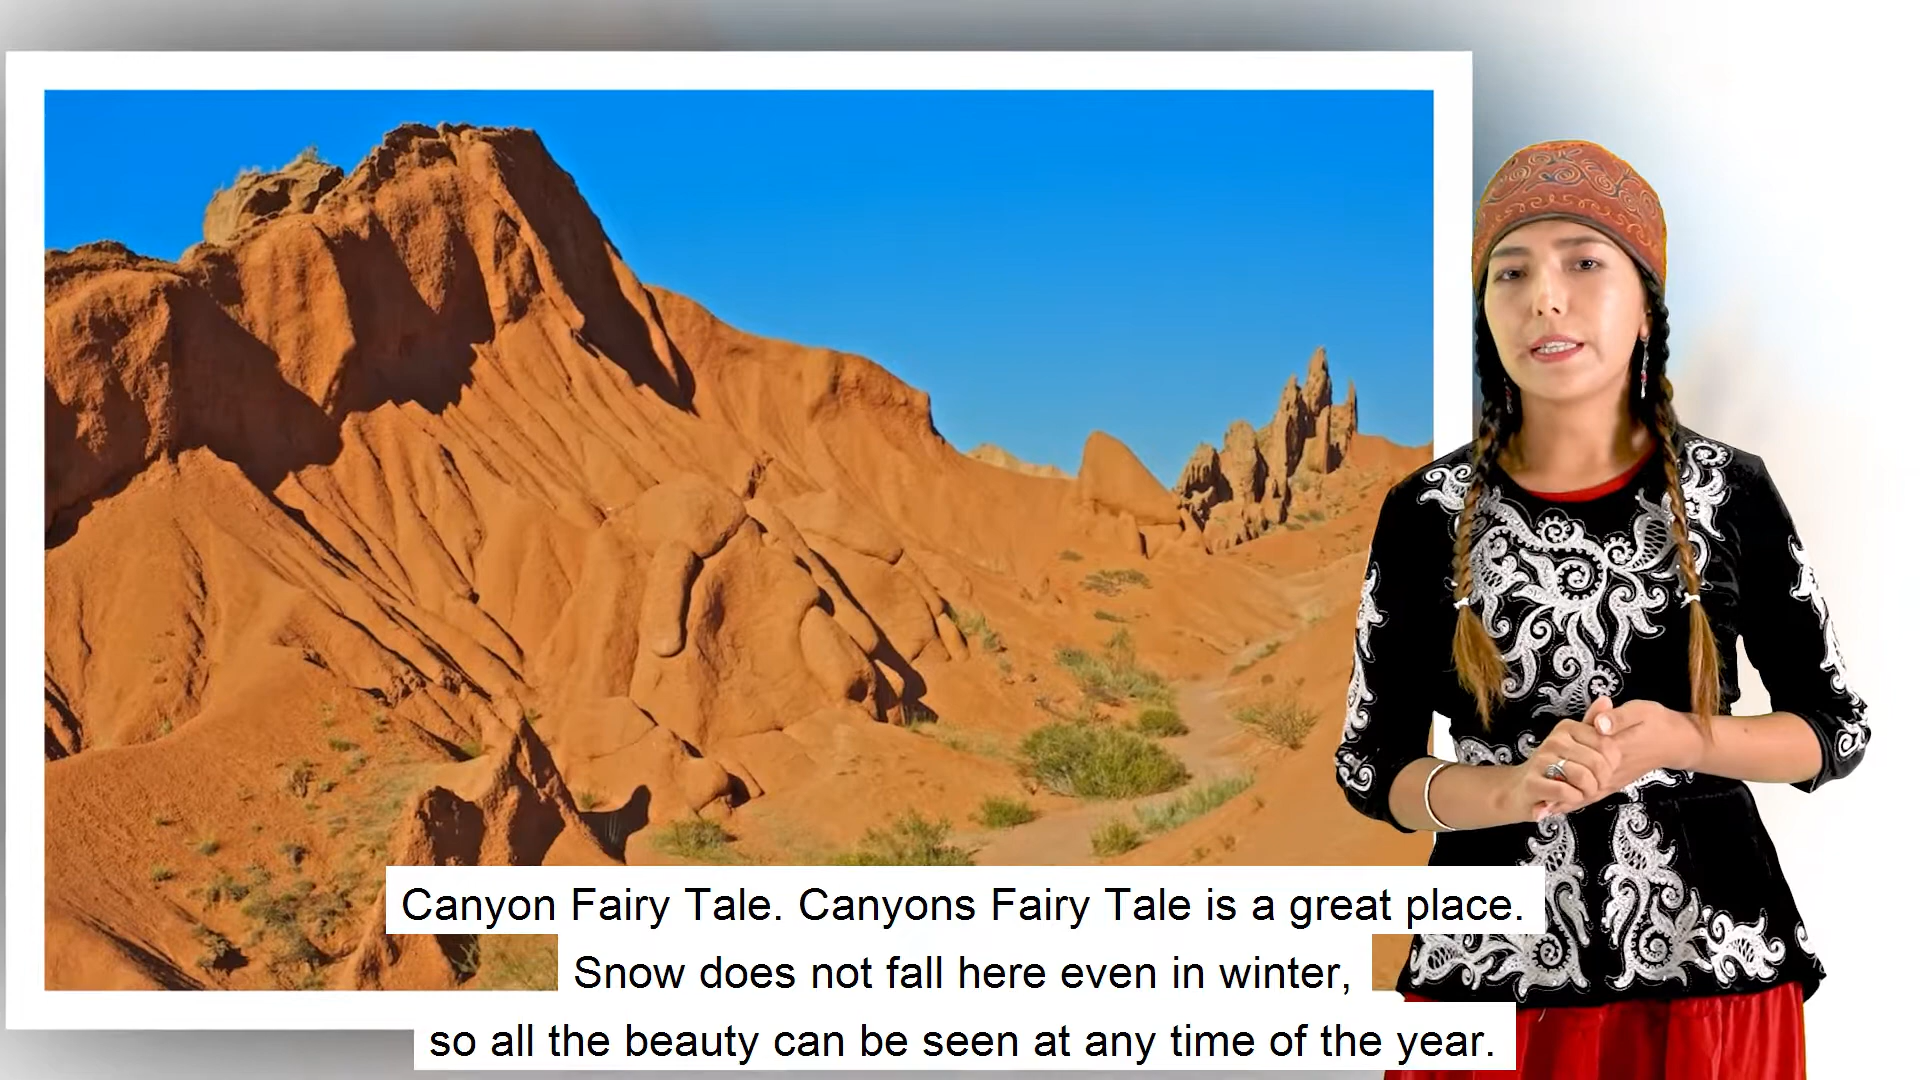 Canyon Fairy Tale. Canyons Fairy Tale is a great place.
Snow does not fall here even in winter,
so all the beauty can be seen at any time of the year.